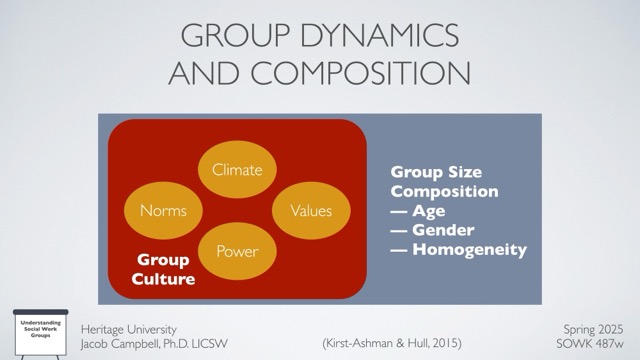 GROUP DYNAMICS
AND COMPOSITION
Climate
Norms
Values
Power
Group
Culture
Group Size
Composition
— Age
— Gender
— Homogeneity
Understanding
Social Work
Groups
Heritage University
Jacob Campbell, Ph.D. LICSW
(Kirst-Ashman & Hull, 2015)
Spring 2025
SOWK 487w